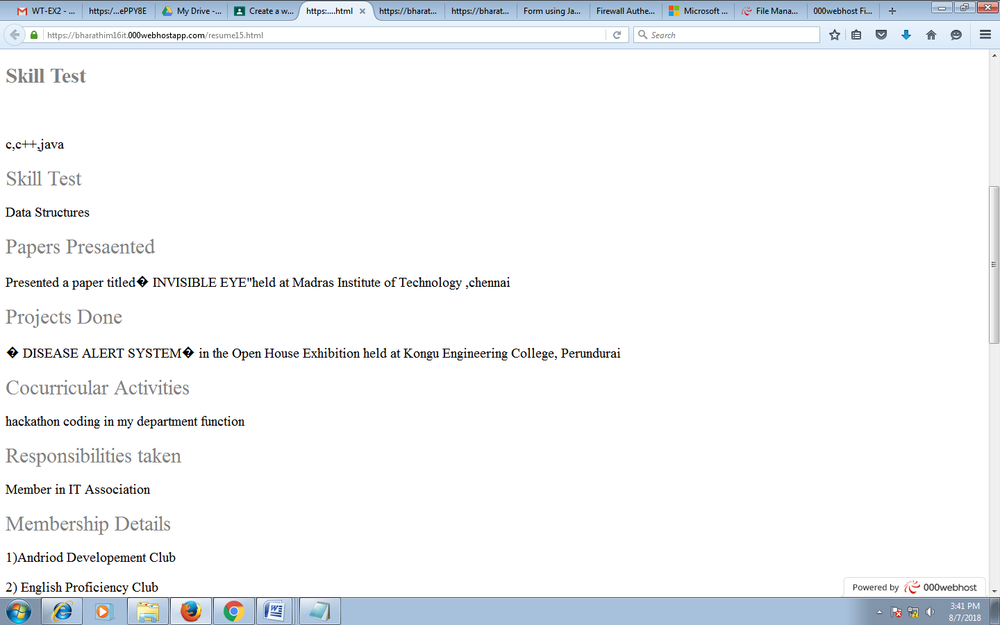 WT-EX2 - ...
https:/...ePPY8E
My Drive -...
Create a w...
https:....html
https://bharat...
https://bharat...
Form using Ja...
Firewall Authe...
Microsoft ...
File Mana...
000webhost Fi...
https://bharathim16it.000webhostapp.com/resume15.html
Search
Skill Test
c,c++,java
Skill Test
Data Structures
Papers Presaented
Presented a paper titled� INVISIBLE EYE"held at Madras Institute of Technology ,chennai
Projects Done
� DISEASE ALERT SYSTEM� in the Open House Exhibition held at Kongu Engineering College, Perundurai
Cocurricular Activities
hackathon coding in my department function
Responsibilities taken
Member in IT Association
Membership Details
1)Andriod Developement Club
2) English Proficiency Club
Powered by 000webhost
3:41 PM
8/7/2018